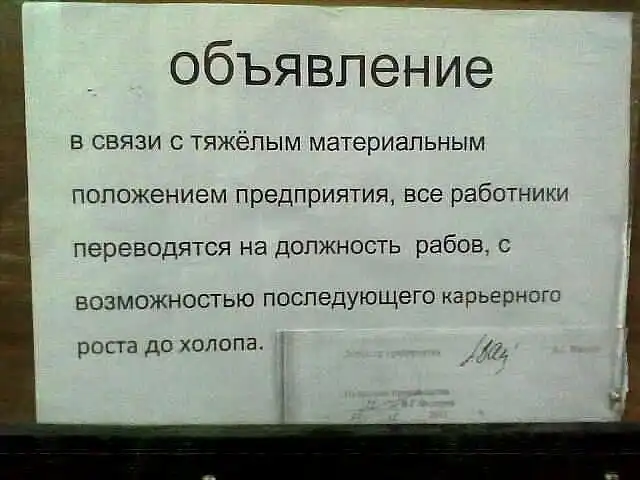 объявление
в связи с тяжёлым материальным
положением предприятия, все работники
переводятся на должность рабов, с
возможностью последующего карьерного
роста до холопа.